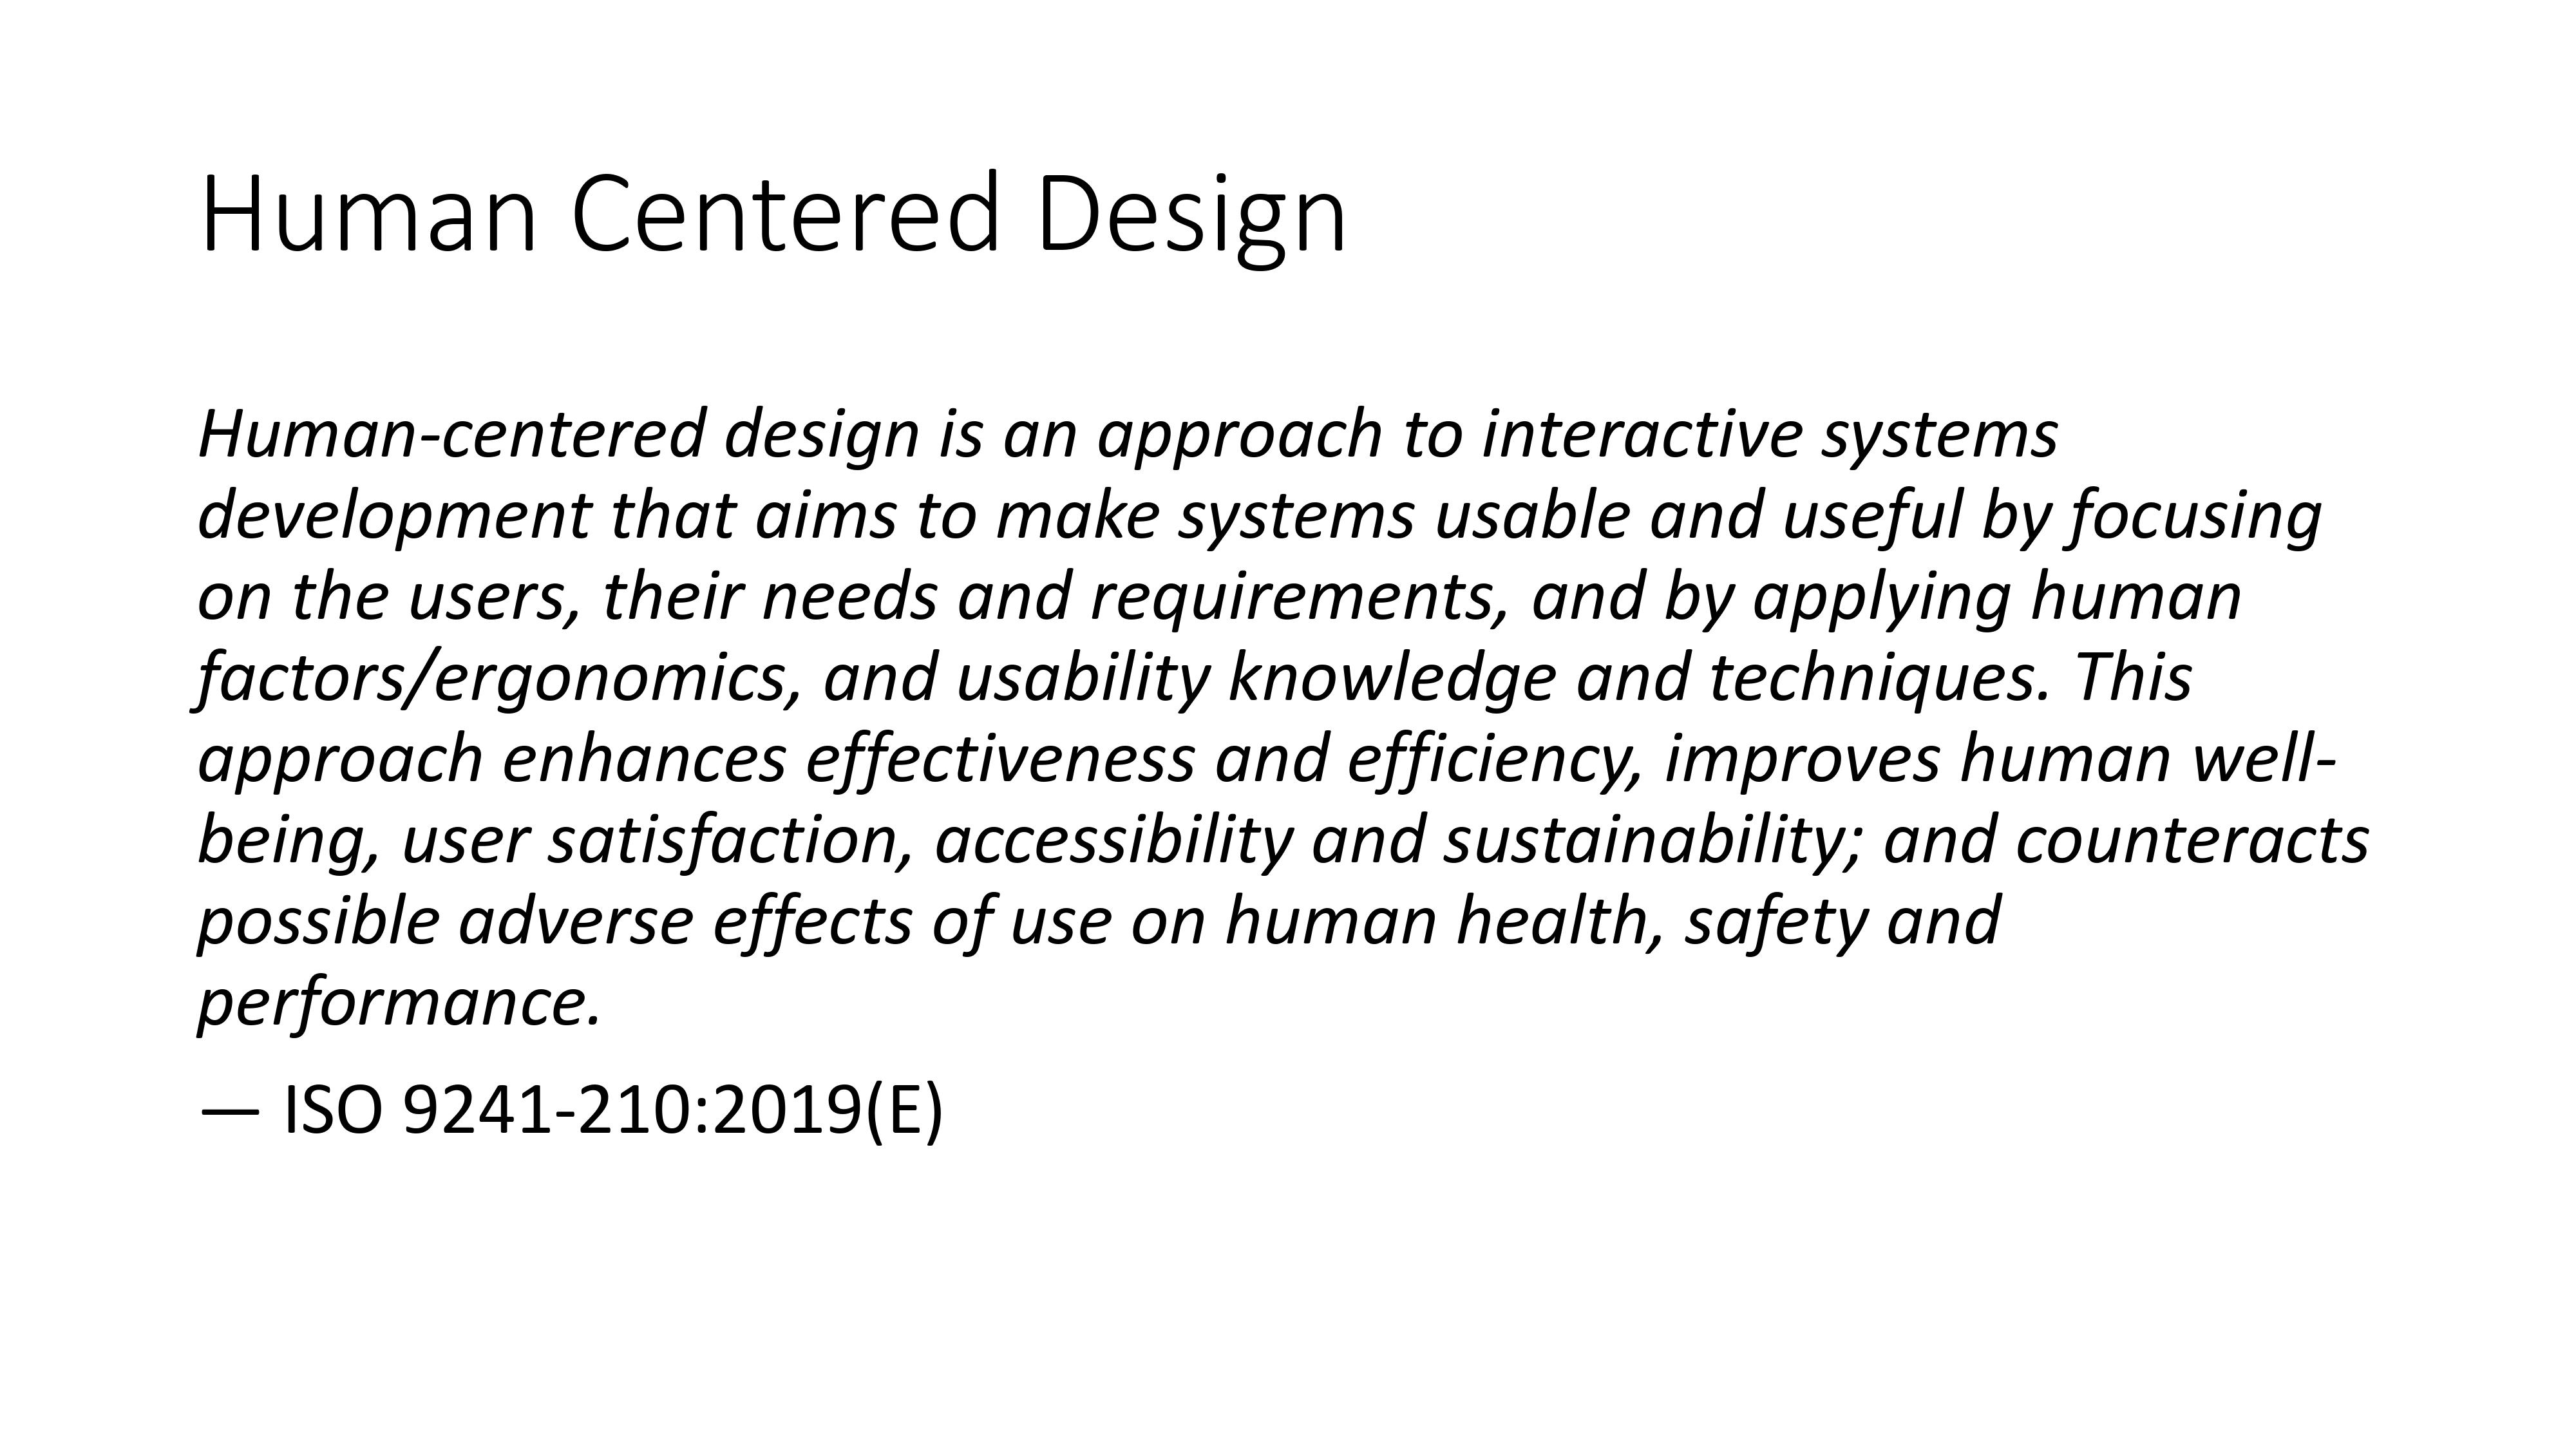 Human Centered Design
Human-centered design is an approach to interactive systems
development that aims to make systems usable and useful by focusing
on the users, their needs and requirements, and by applying human
factors/ergonomics, and usability knowledge and techniques. This
approach enhances effectiveness and efficiency, improves human well-
being, user satisfaction, accessibility and sustainability; and counteracts
possible adverse effects of use on human health, safety and
performance.
— ISO 9241-210:2019(E)